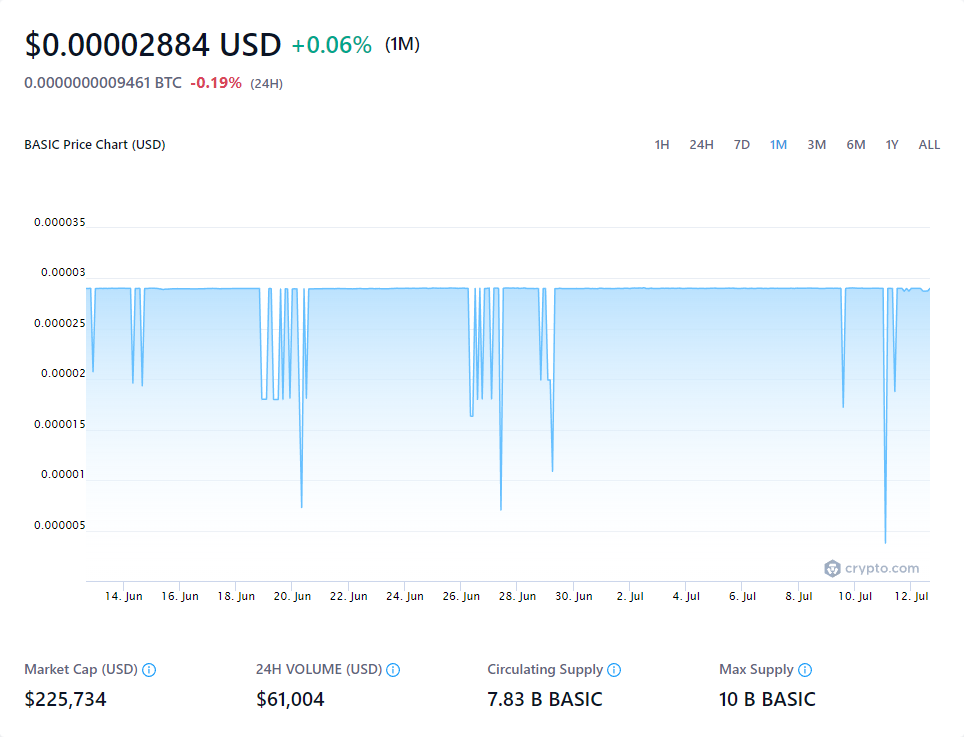 $0.00002884 USD +0.06% (1M)
0.0000000009461 BTC -0.19% (24H)
BASIC Price Chart (USD) 1H 24H 7D 1M 3M 6M 1Y ALL
0.000035
0.00003
0.000025
0.00002
0.000015
0.00001
0.000005
crypto.com
14. Jun 16. Jun 18. Jun 20. Jun 22. Jun 24. Jun 26. Jun 28. Jun 30. Jun 2. Jul 4. Jul 6. Jul 8. Jul 10. Jul 12. Jul
Market Cap (USD) 24H VOLUME (USD) Circulating Supply Max Supply
$225,734 $61,004 7.83 B BASIC 10 B BASIC